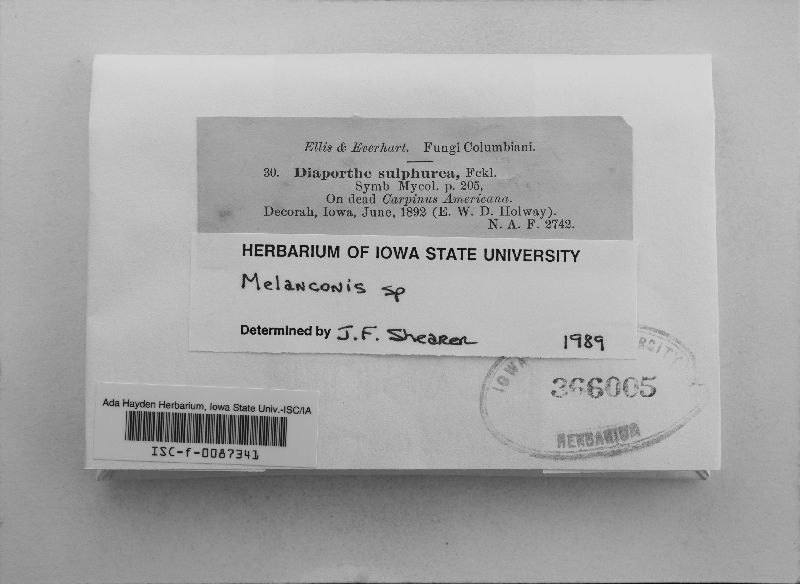 Ellis & Everhart. Fungi Columbiani.
30. Diaporthe sulphurea, Fckl.
Symb Mycol. p. 205,
On dead Carpinus Americana.
Decorah, Iowa, June, 1892 (E. W. D. Holway).
N. A. F. 2742.
HERBARIUM OF IOWA STATE UNIVERSITY
Melanconis sp
Determined by J.F. Shearer 1989
IOWA
RSITY
366005
HERBARIUM
Ada Hayden Herbarium, Iowa State Univ.-ISC/IA
ISC-f-0087341